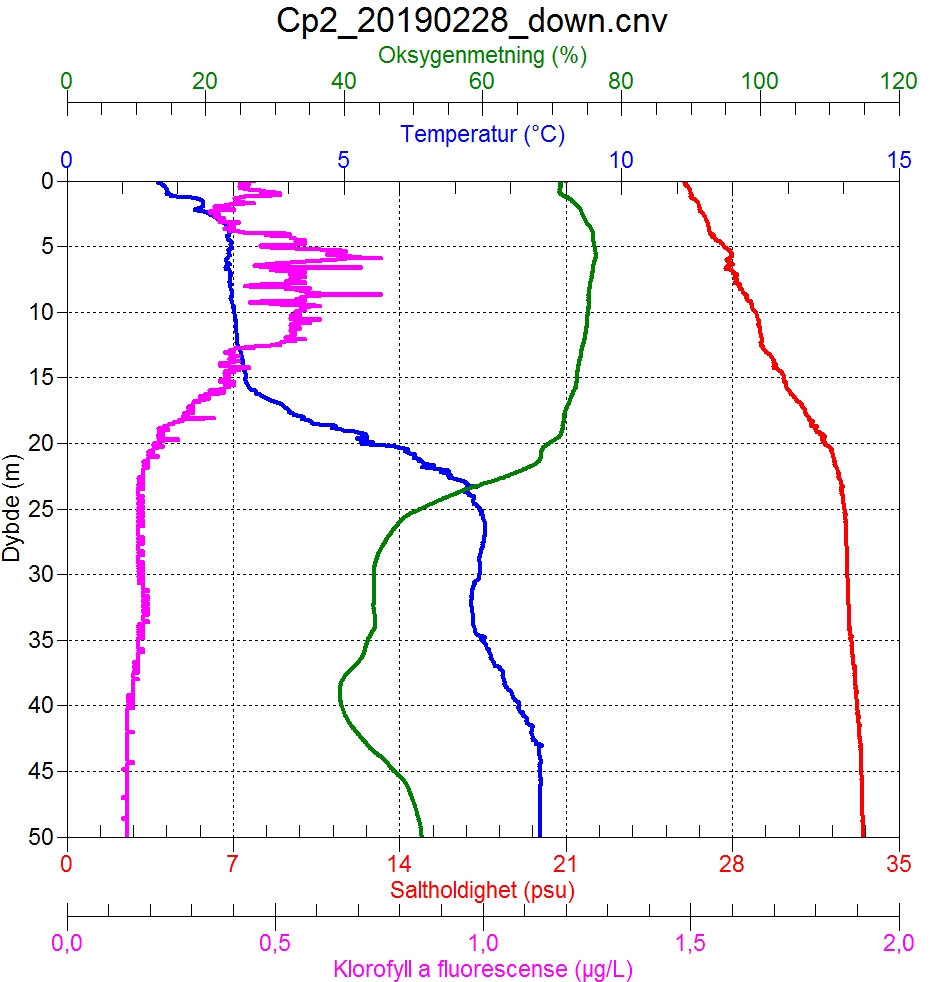 Cp2_20190228_down.cnv
Oksygenmetning (%)
0 20 40 60 80 100 120
Temperatur (°C)
0 5 10 15
0
5
10
15
20
25
30
35
40
45
50
Dybde (m)
0 7 14 21 28 35
Saltholdighet (psu)
0,0 0,5 1,0 1,5 2,0
Klorofyll a fluorescense (µg/L)